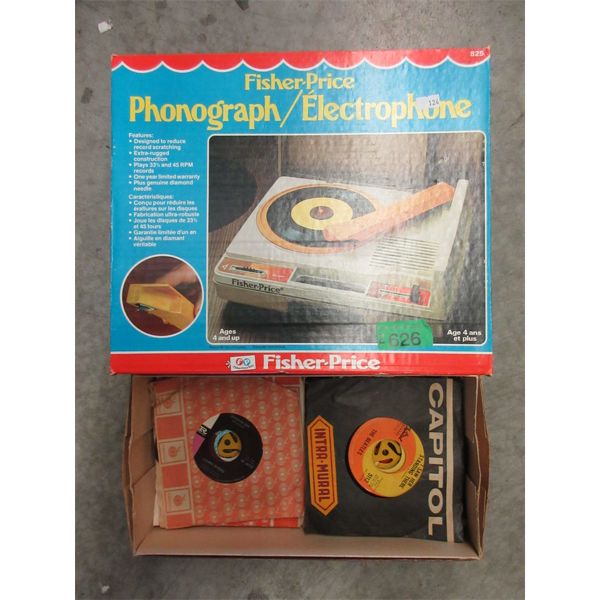 825
Fisher-Price
Phonograph/Électrophone
Features:
• Designed to reduce
record scratching
• Extra-rugged
construction
• Plays 33⅓ and 45 RPM
records
• One year limited warranty
• Plus genuine diamond
needle
Caractéristiques:
• Conçu pour réduire les
éraflures sur les disques
• Fabrication ultra-robuste
• Joue les disques de 33⅓
et 45 tours
• Garantie limitée d'un an
• Aiguille en diamant
véritable
Fisher-Price
Ages
4 and up
626
Age 4 ans
et plus
Fisher-Price
INTRA-MURAL
THE BEATLES
I SAW HER
STANDING THERE
CAPITOL